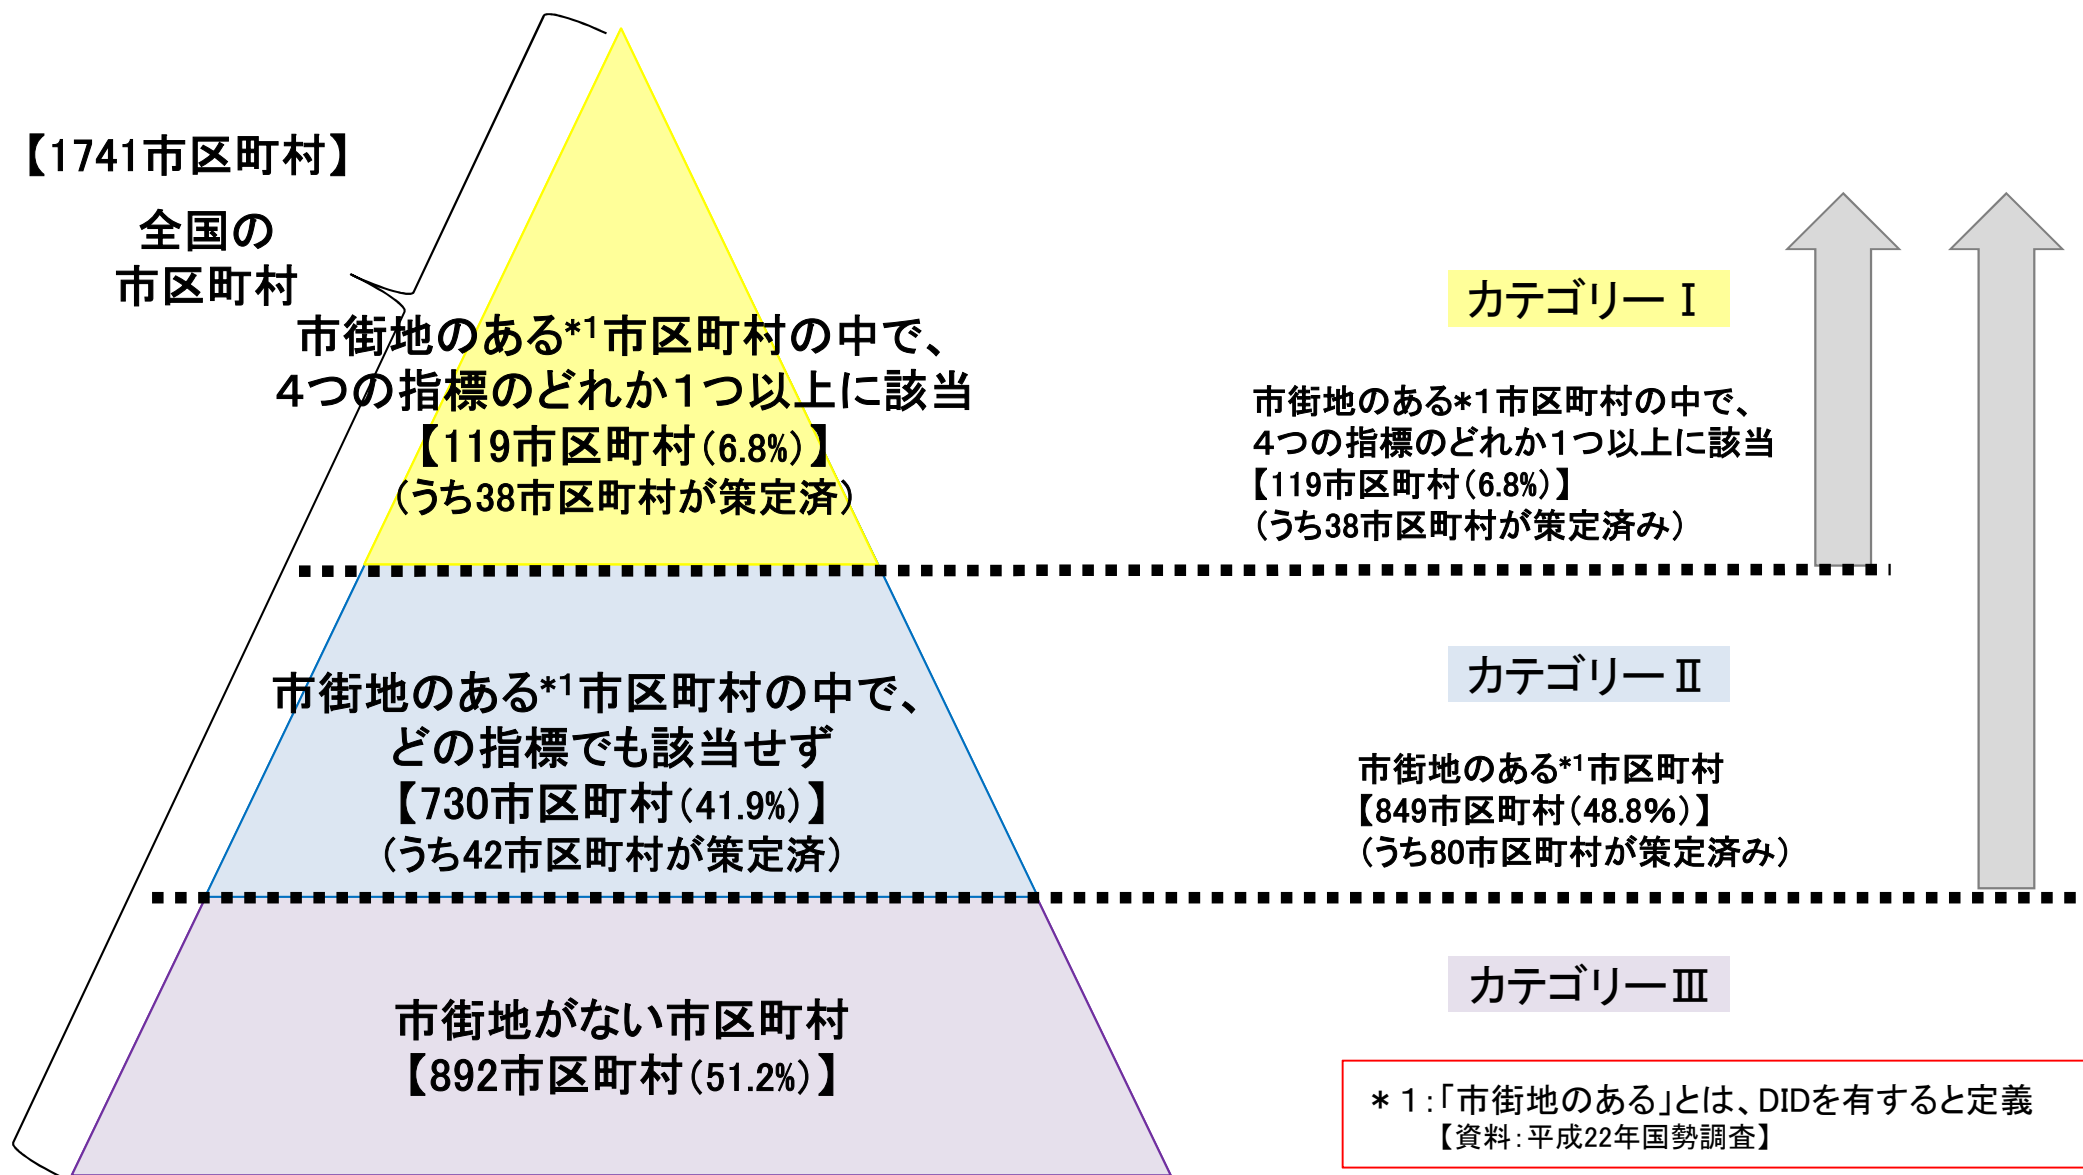 【1741市区町村】
全国の
市区町村
市街地のある*1市区町村の中で、
４つの指標のどれか１つ以上に該当
【119市区町村（6.8%）】
（うち38市区町村が策定済）
市街地のある*1市区町村の中で、
どの指標でも該当せず
【730市区町村（41.9%）】
（うち42市区町村が策定済）
市街地がない市区町村
【892市区町村（51.2%）】
カテゴリーⅠ
市街地のある*１市区町村の中で、
４つの指標のどれか１つ以上に該当
【119市区町村（6.8%）】
（うち38市区町村が策定済み）
カテゴリーⅡ
市街地のある*1市区町村
【849市区町村（48.8％）】
（うち80市区町村が策定済み）
カテゴリーⅢ
＊１：「市街地のある」とは、DIDを有すると定義
【資料：平成22年国勢調査】